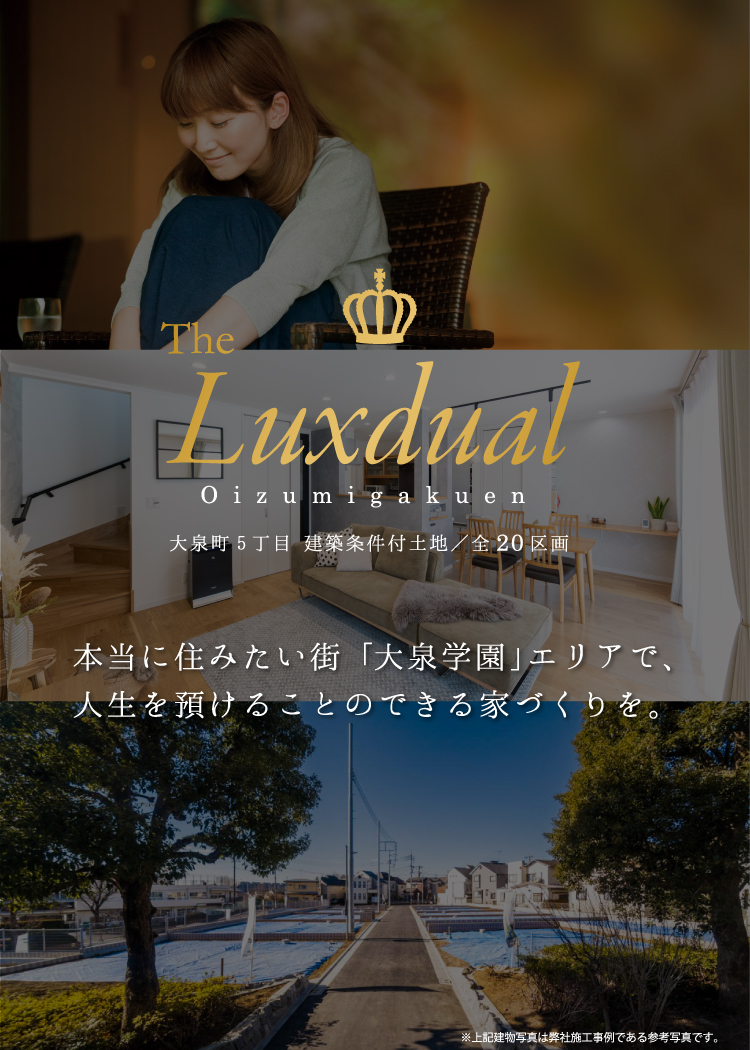 The
Luxdual
Oizumigakuen
大泉町5丁目 建築条件付土地／全20区画
本当に住みたい街「大泉学園」エリアで、
人生を預けることのできる家づくりを。
※上記建物写真は弊社施工事例である参考写真です。